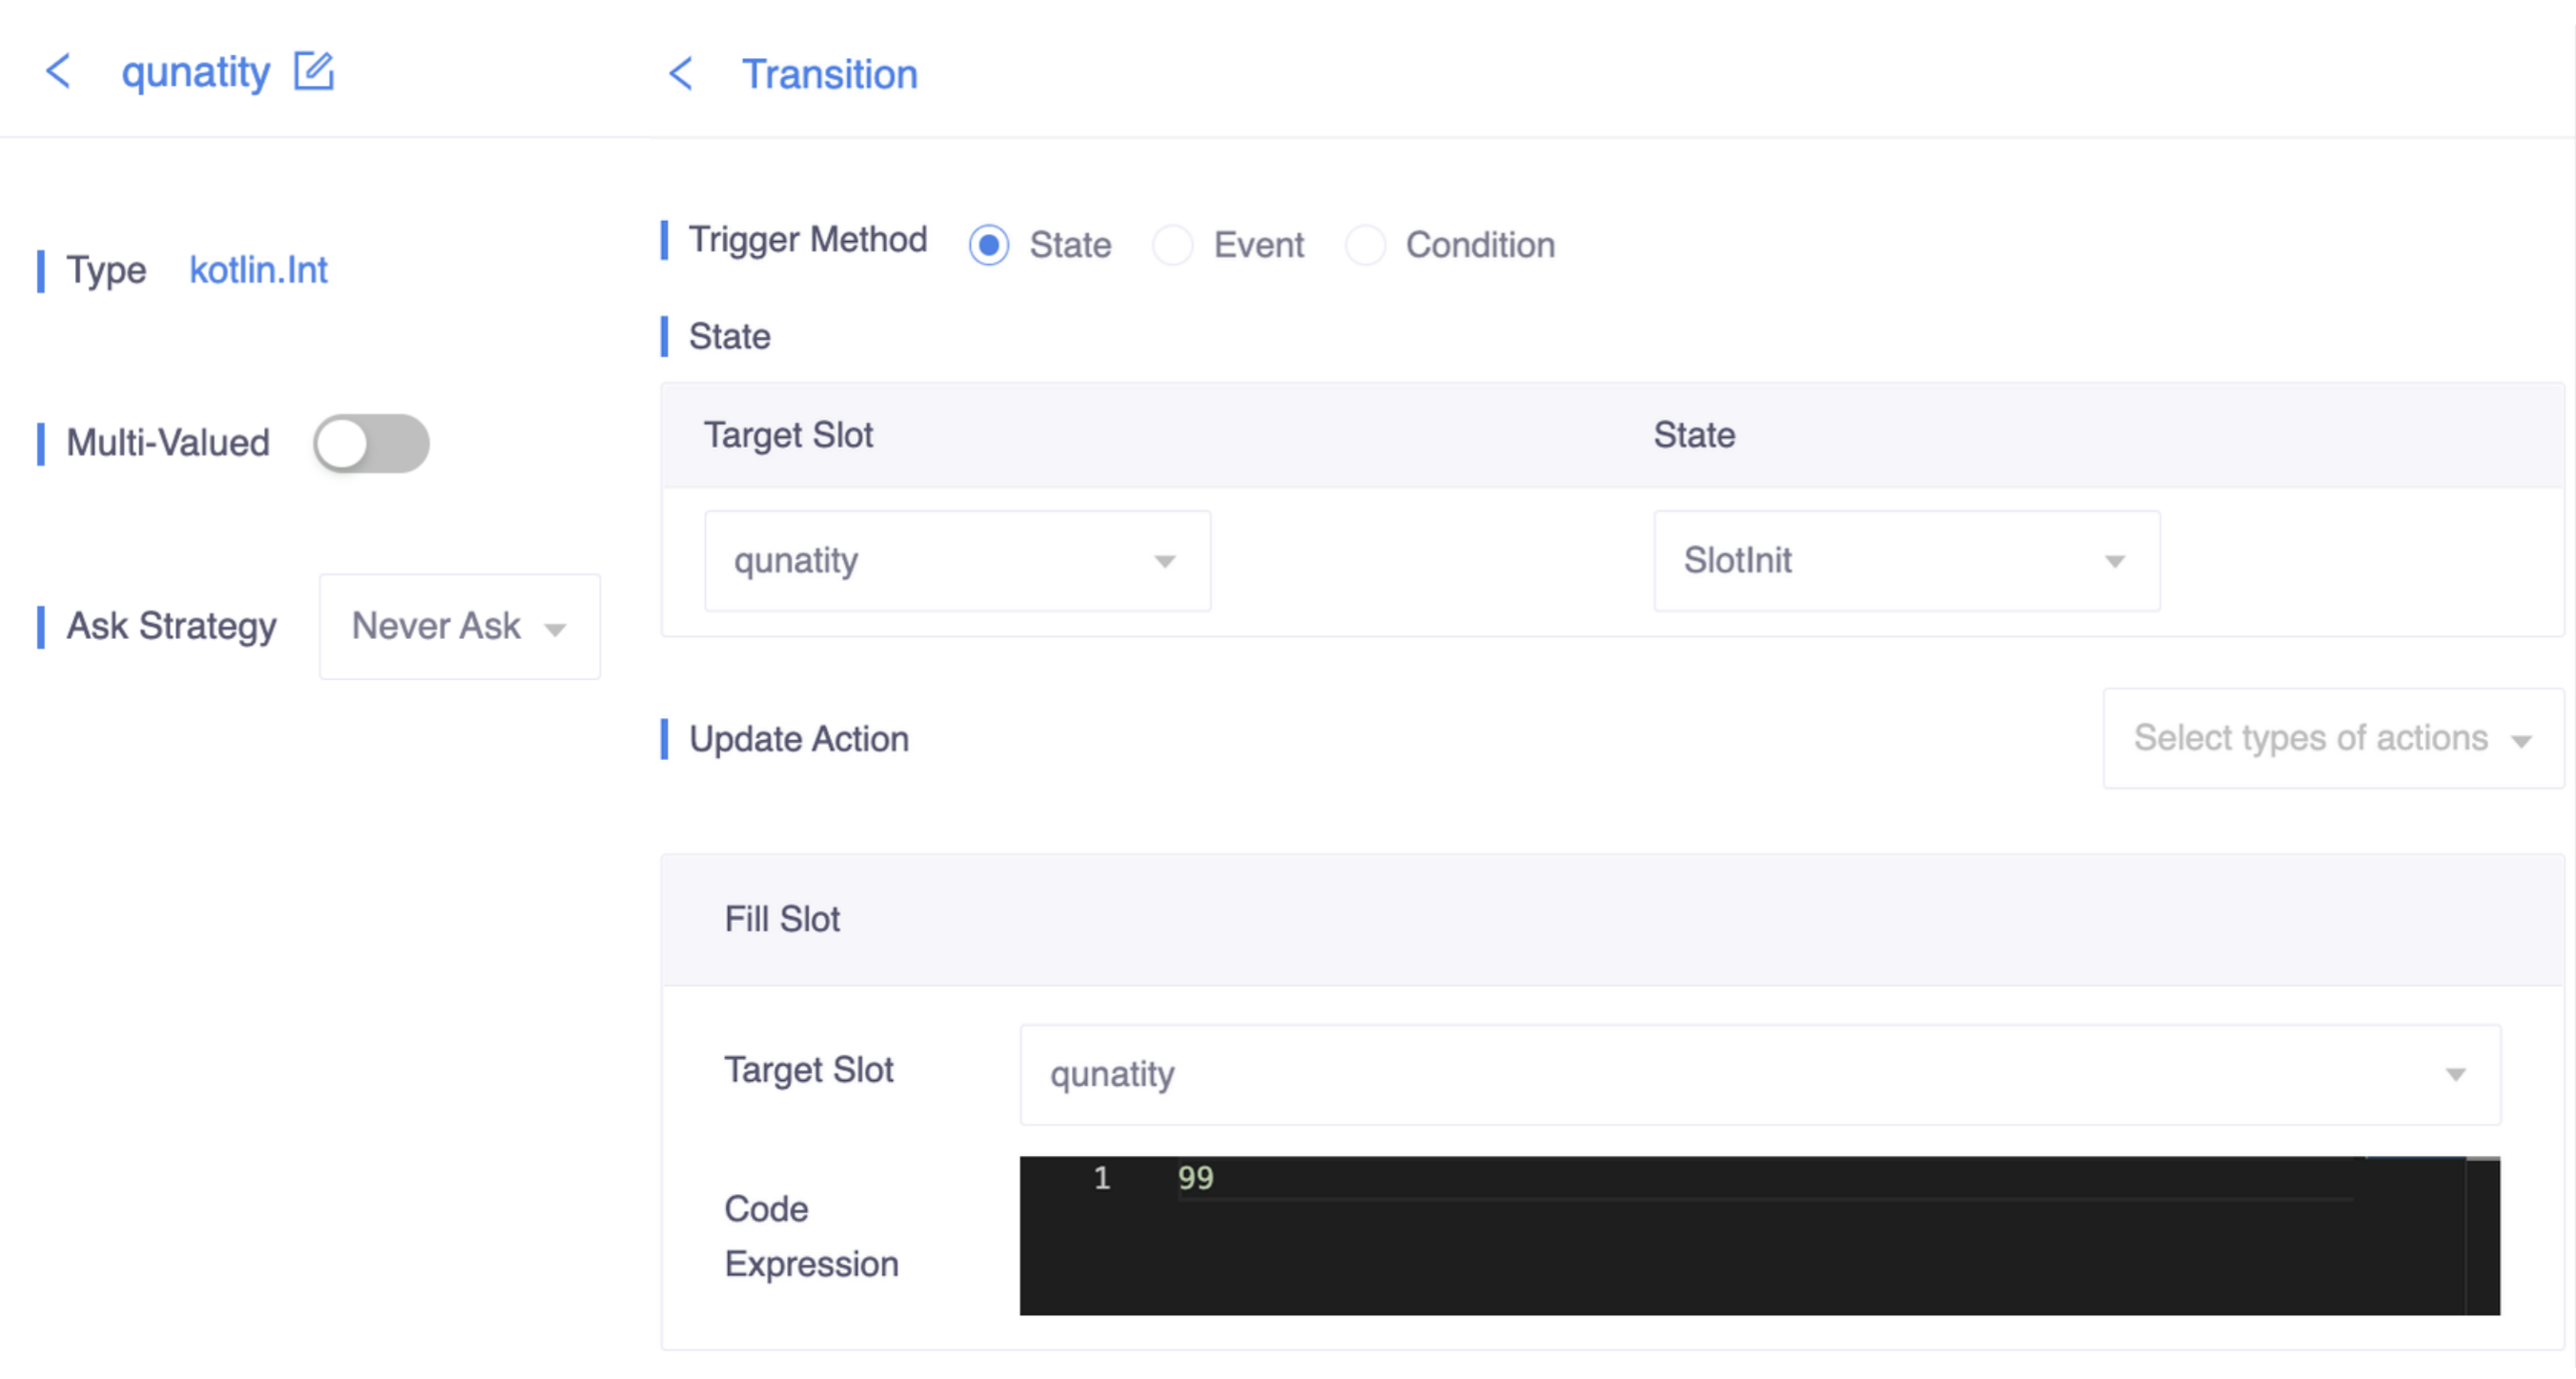 qunatity
Type kotlin.Int
Multi-Valued
Ask Strategy Never Ask
Transition
Trigger Method State Event Condition
State
Target Slot State
qunatity SlotInit
Update Action Select types of actions
Fill Slot
Target Slot qunatity
Code
Expression
1 99